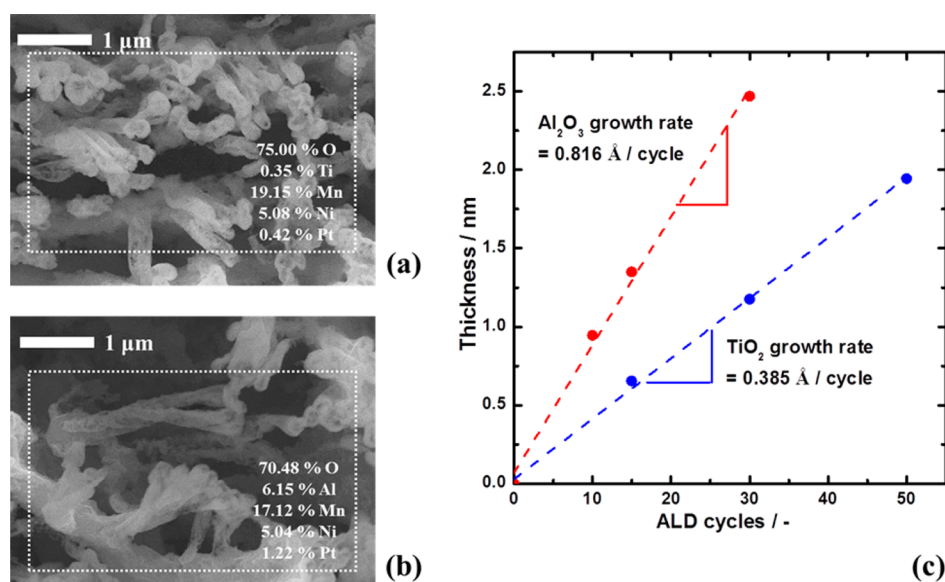 1 μm
75.00 % O
0.35 % Ti
19.15 % Mn
5.08 % Ni
0.42 % Pt
(a)
1 μm
70.48 % O
6.15 % Al
17.12 % Mn
5.04 % Ni
1.22 % Pt
(b)
Thickness / nm
2.5
2.0
1.5
1.0
0.5
0.0
Al₂O₃ growth rate
= 0.816 Å / cycle
TiO₂ growth rate
= 0.385 Å / cycle
0 10 20 30 40 50
ALD cycles / -
(c)